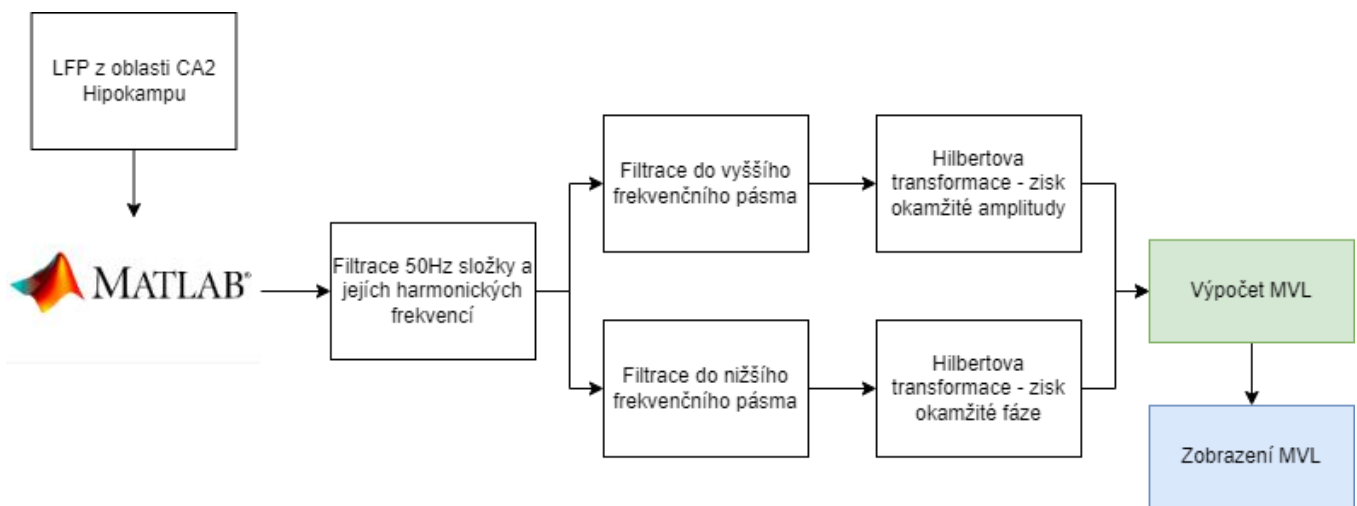 LFP z oblasti CA2
Hipokampu
MATLAB®
Filtrace 50Hz složky a
jejích harmonických
frekvencí
Filtrace do vyššího
frekvenčního pásma
Hilbertova
transformace - zisk
okamžité amplitudy
Filtrace do nižšího
frekvenčního pásma
Hilbertova
transformace - zisk
okamžité fáze
Výpočet MVL
Zobrazení MVL